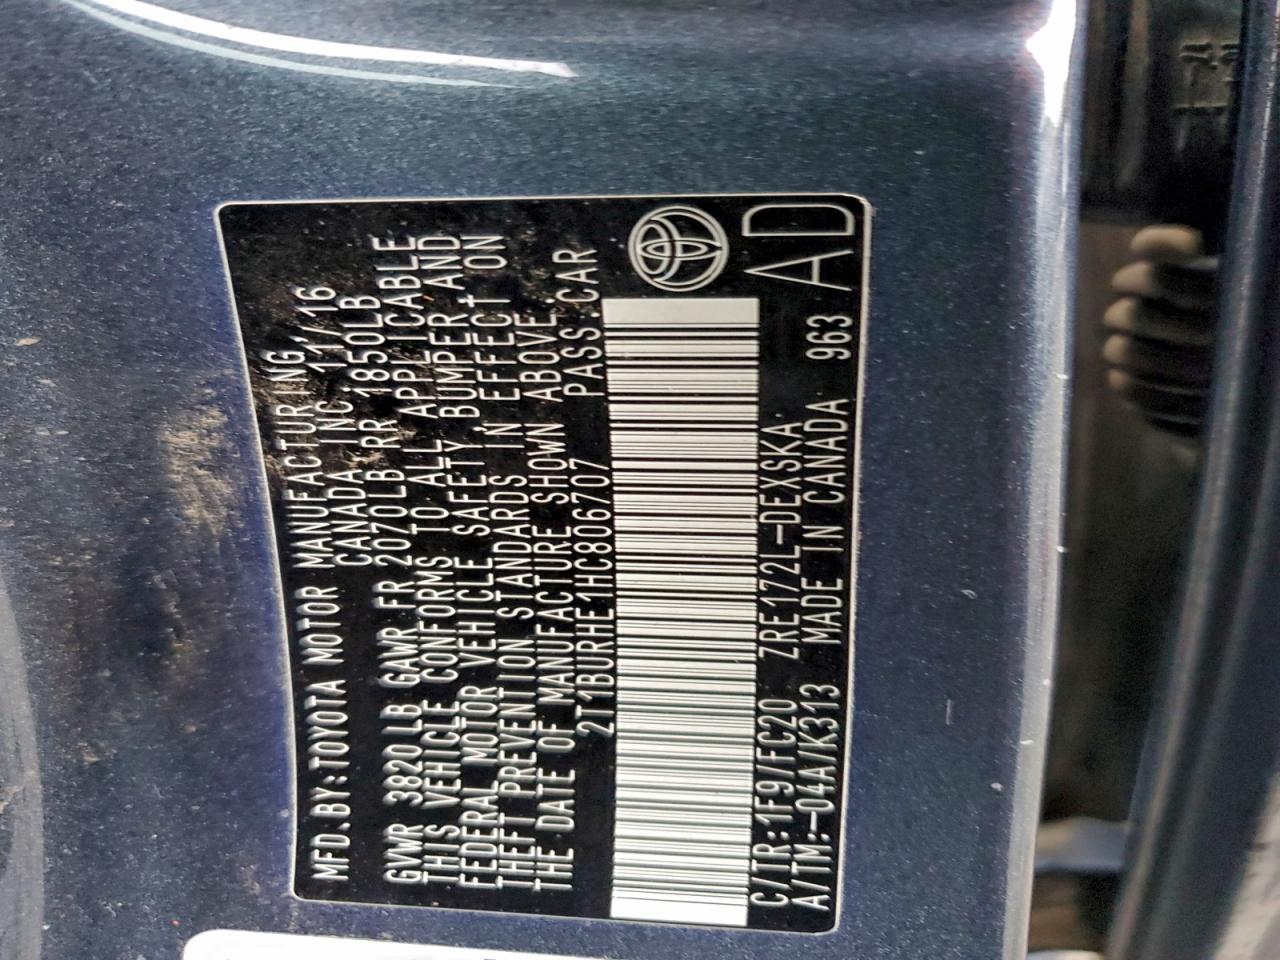 MFD.BY:TOYOTA MOTOR MANUFACTURING,
CANADA INC. 11/16
GVWR 3820 LB GAWR FR 2070LB RR 1850LB
THIS VEHICLE CONFORMS TO ALL APPLICABLE
FEDERAL MOTOR VEHICLE SAFETY, BUMPER, AND
THEFT PREVENTION STANDARDS IN EFFECT ON
THE DATE OF MANUFACTURE SHOWN ABOVE.
2T1BURHE1HC806707 PASS.CAR
C/TR:1F9/FC20 ZRE172L-DEXSKA
A/TM:-04A/K313 MADE IN CANADA 963
AD